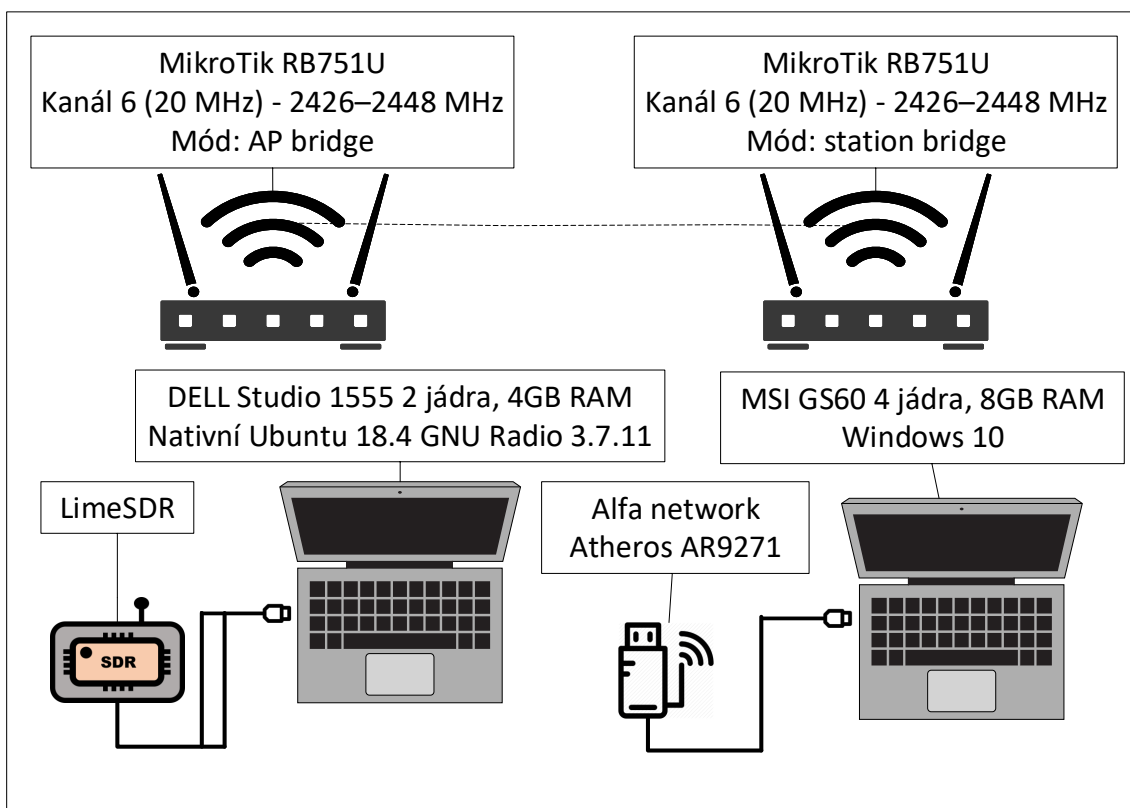 MikroTik RB751U
Kanál 6 (20 MHz) - 2426–2448 MHz
Mód: AP bridge
MikroTik RB751U
Kanál 6 (20 MHz) - 2426–2448 MHz
Mód: station bridge
DELL Studio 1555 2 jádra, 4GB RAM
Nativní Ubuntu 18.4 GNU Radio 3.7.11
MSI GS60 4 jádra, 8GB RAM
Windows 10
LimeSDR
Alfa network
Atheros AR9271
SDR